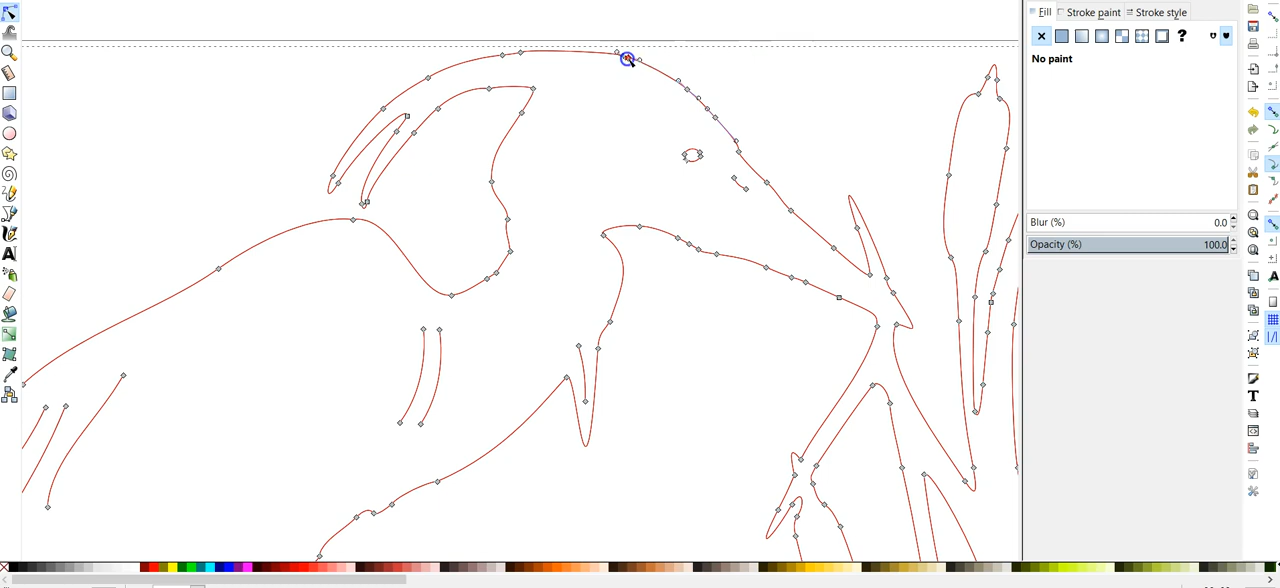 Fill Stroke paint Stroke style
?
No paint
Blur (%) 0.0
Opacity (%) 100.0